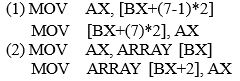 (1) MOV AX, [BX+(7-1)*2]
MOV [BX+(7)*2], AX
(2) MOV AX, ARRAY [BX]
MOV ARRAY [BX+2], AX